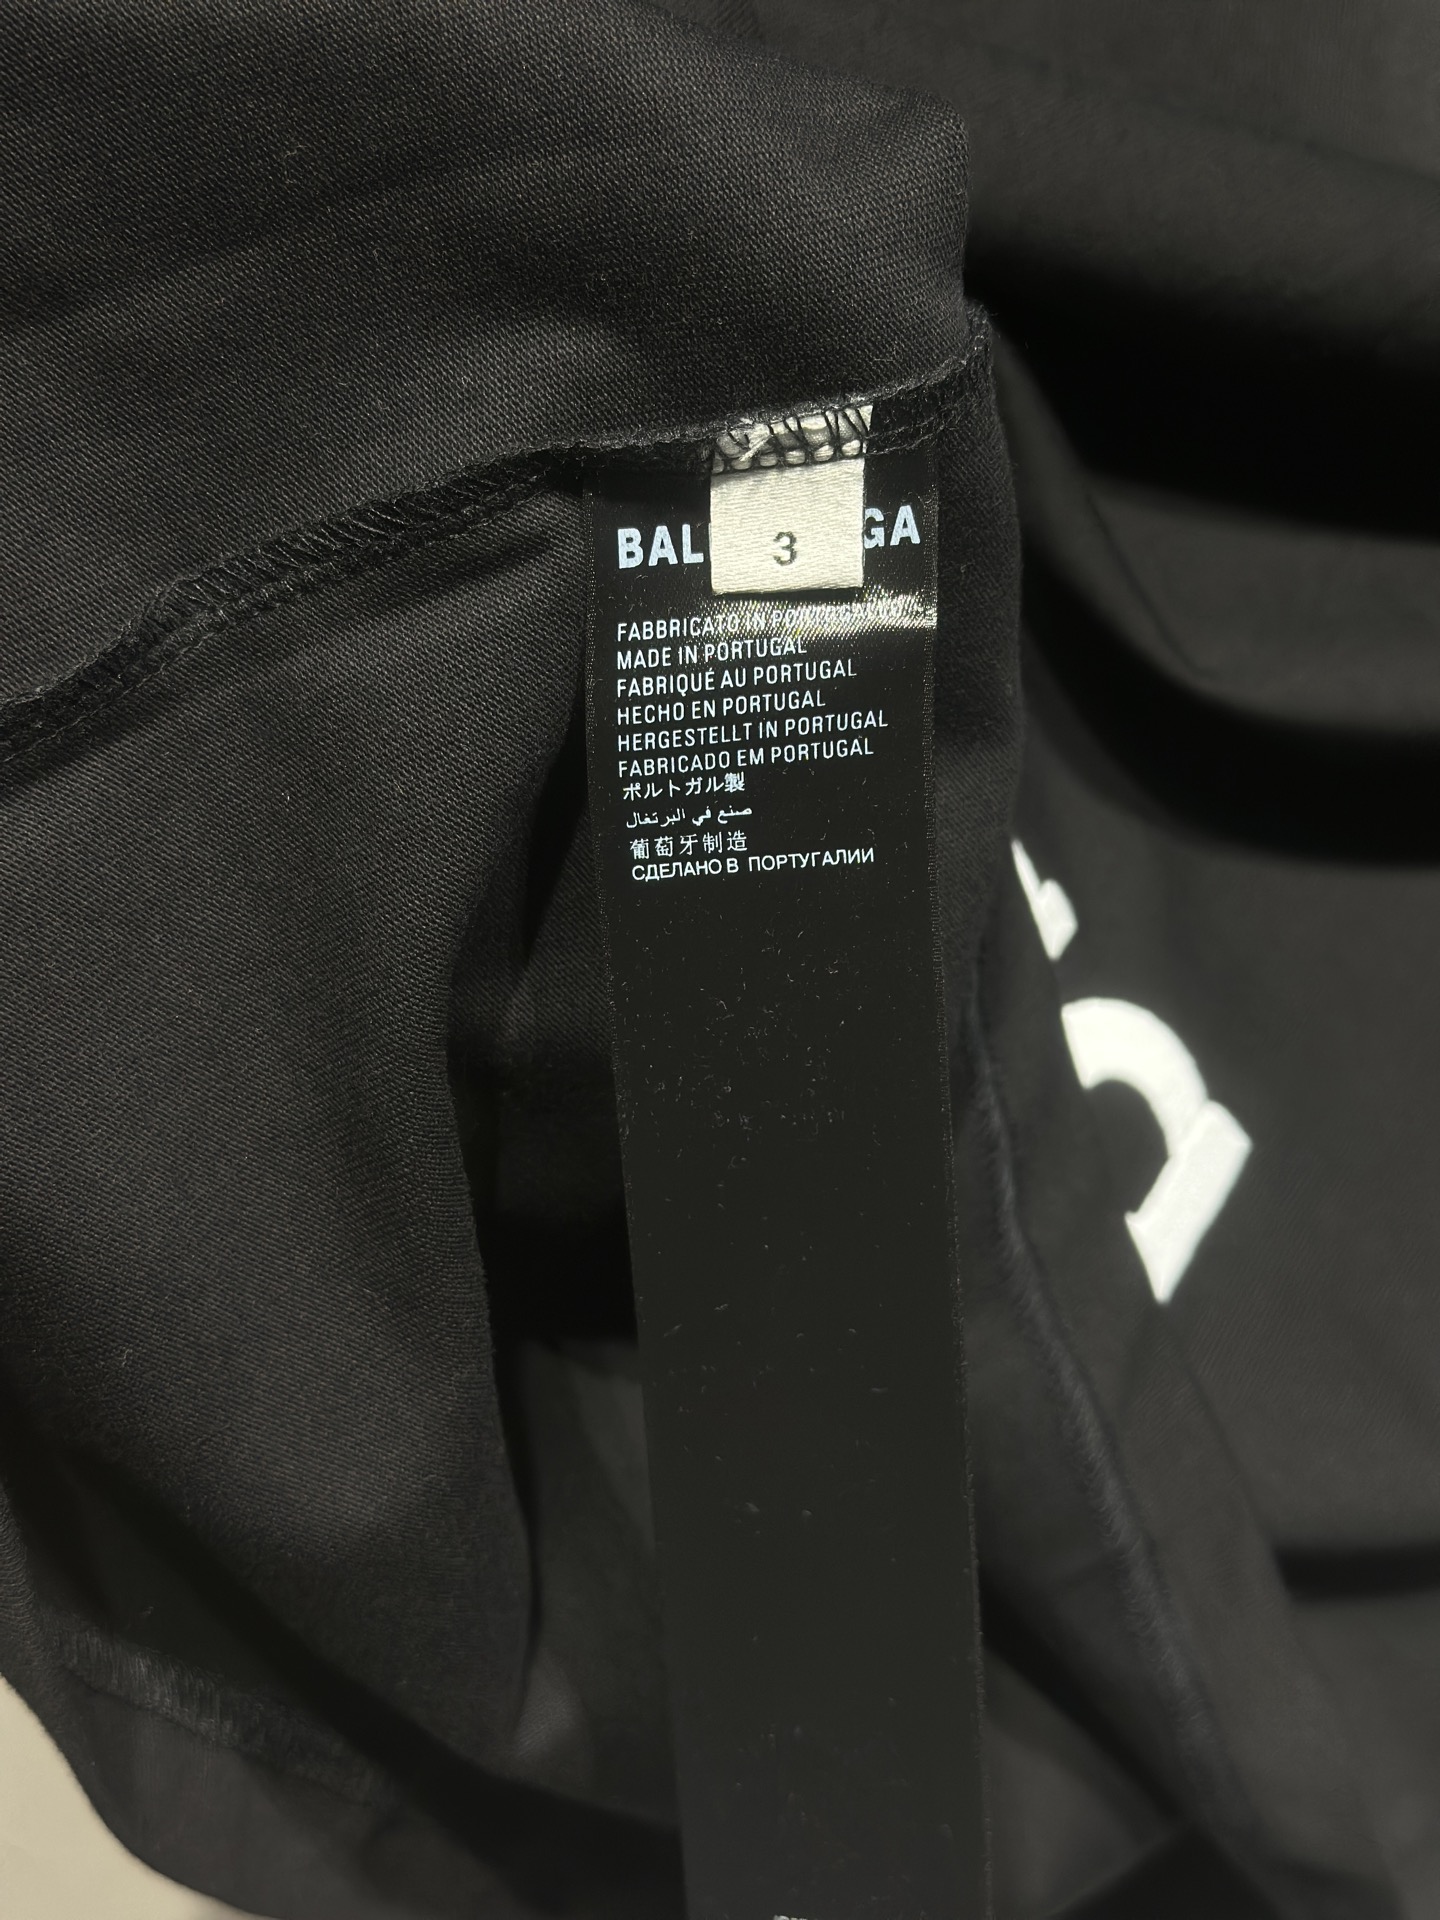 BAL GA
3
FABBRICATO IN PORTOGALLO
MADE IN PORTUGAL
FABRIQUÉ AU PORTUGAL
HECHO EN PORTUGAL
HERGESTELLT IN PORTUGAL
FABRICADO EM PORTUGAL
ポルトガル製
صنع في البرتغال
葡萄牙制造
СДЕЛАНО В ПОРТУГАЛИИ